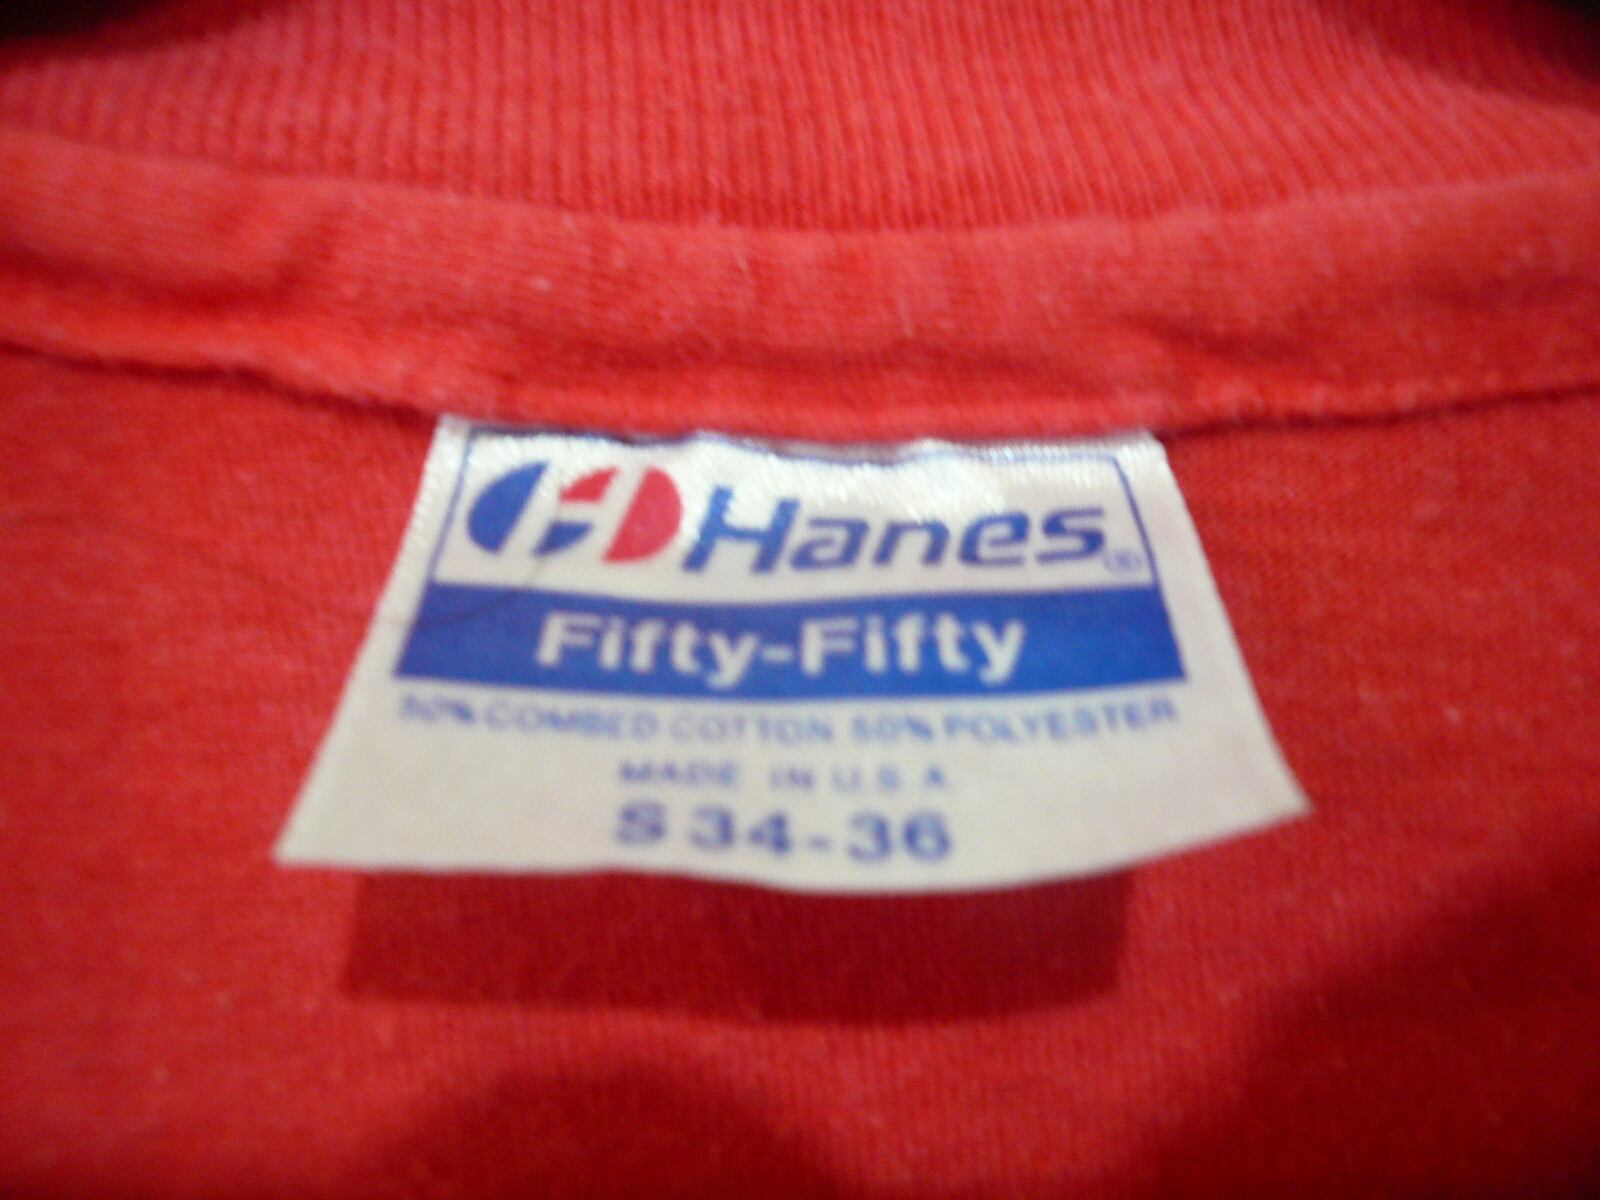 Hanes®
Fifty-Fifty
50% COMBED COTTON 50% POLYESTER
MADE IN U.S.A.
S 34-36